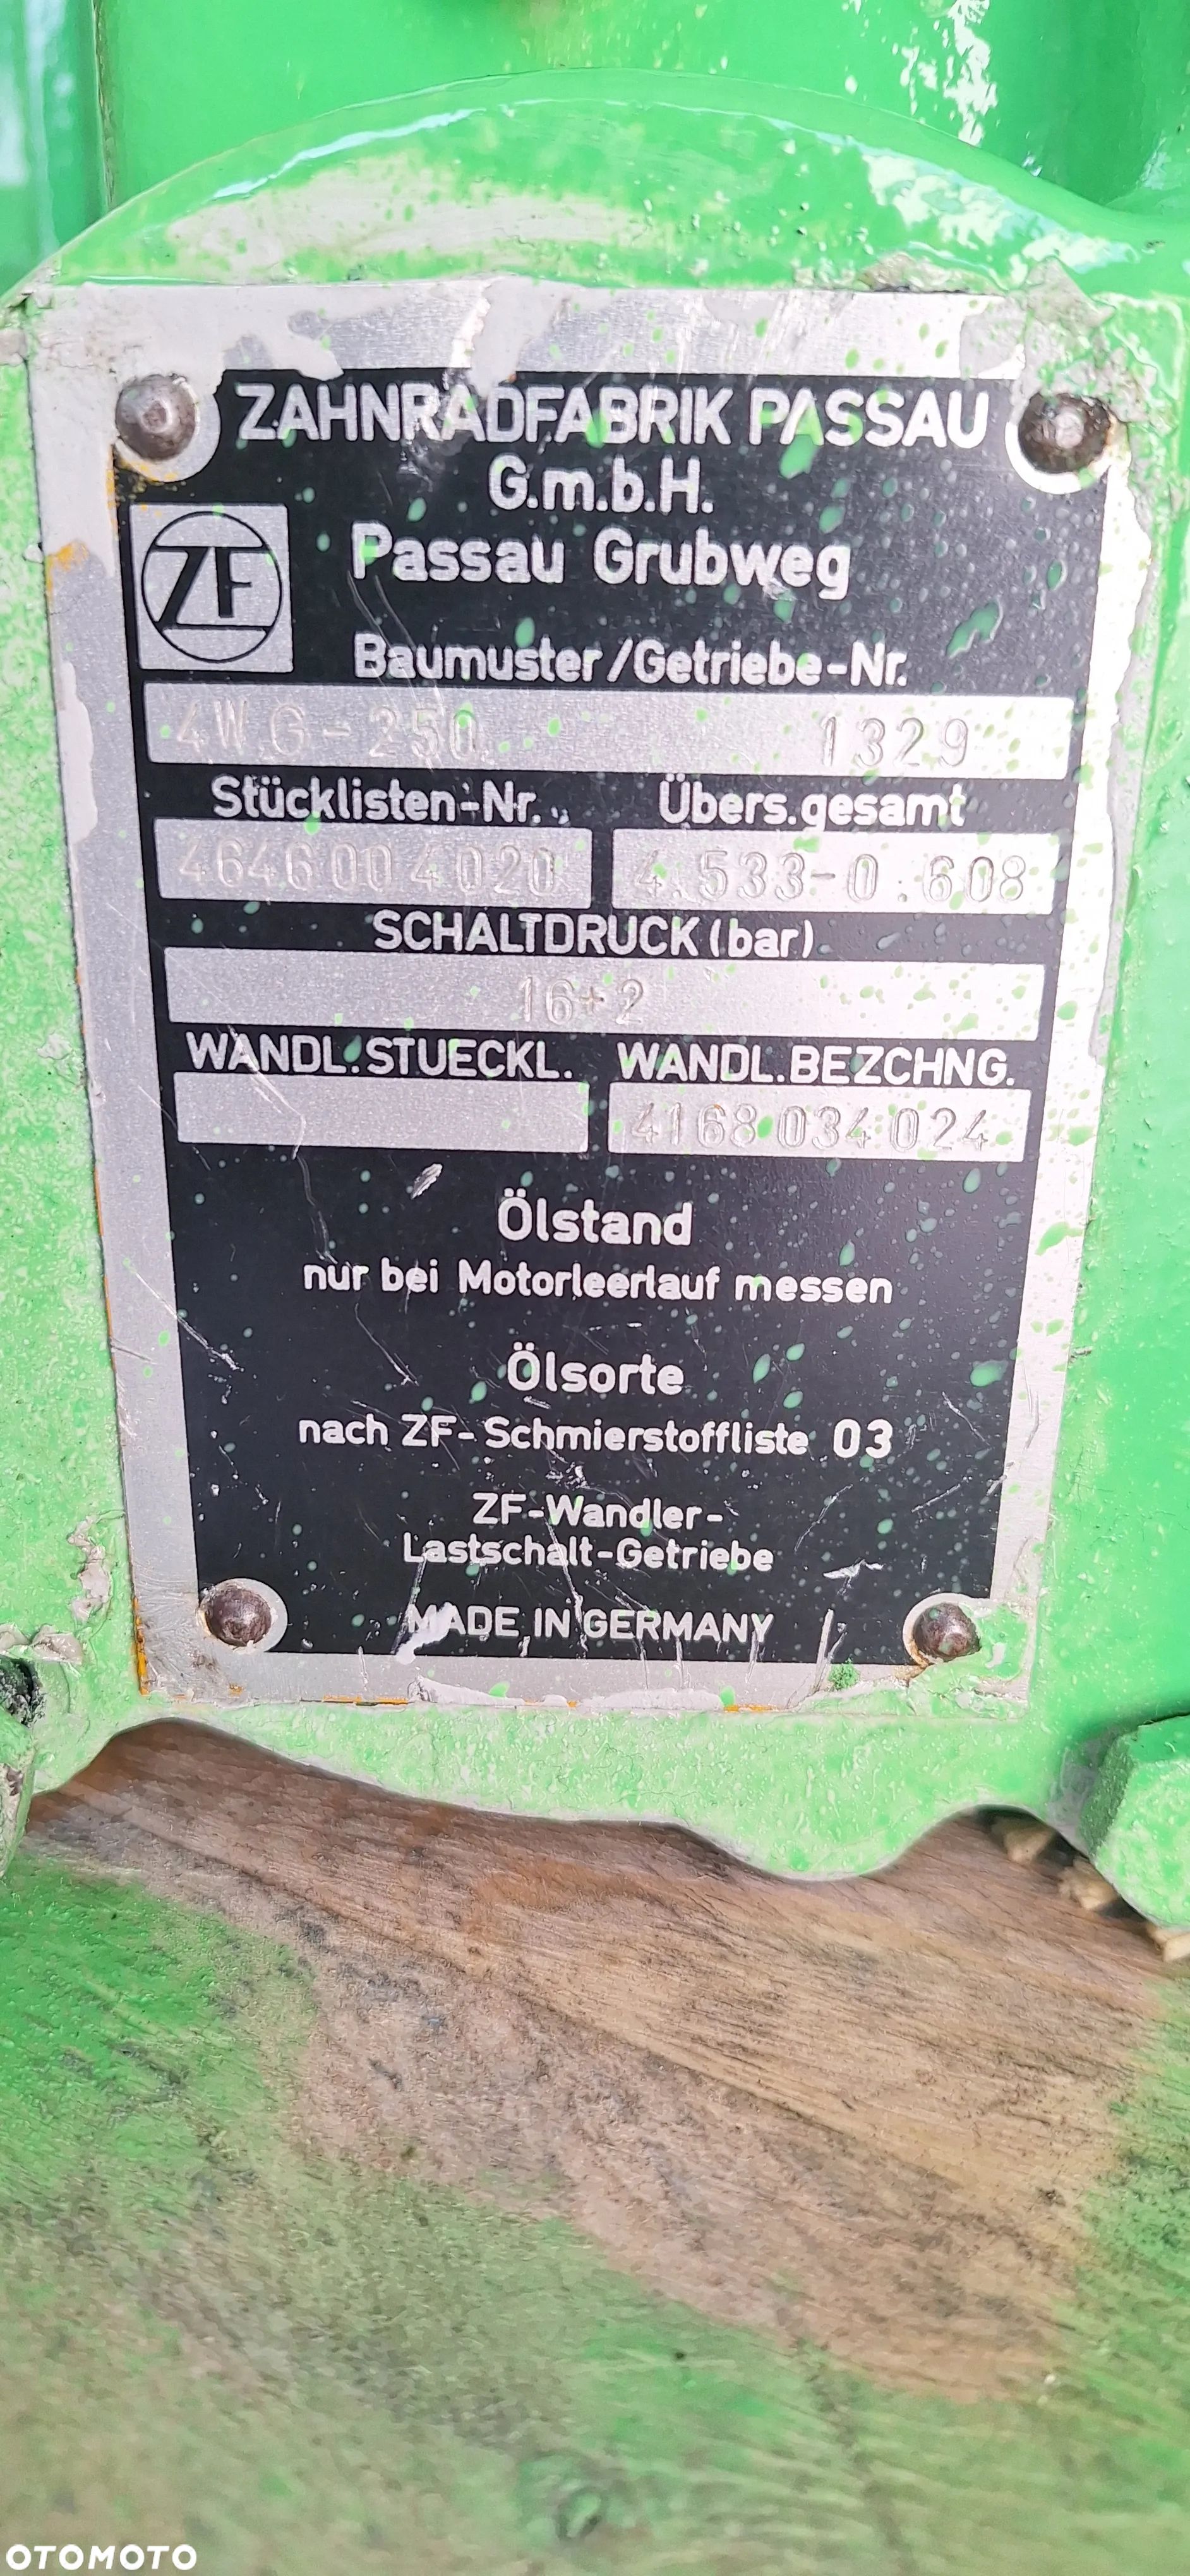 ZAHNRADFABRIK PASSAU
G.m.b.H.
ZF
Passau Grubweg
Baumuster/Getriebe-Nr.
4W.G-250 1329
Stücklisten-Nr. Übers.gesamt
4646004020 4.533-0.608
SCHALTDRUCK (bar)
16+2
WANDL.STUECKL. WANDL.BEZCHNG.
4168 034 024
Ölstand
nur bei Motorleerlauf messen
Ölsorte
nach ZF-Schmierstoffliste 03
ZF-Wandler-
Lastschalt-Getriebe
MADE IN GERMANY
OTOMOTO